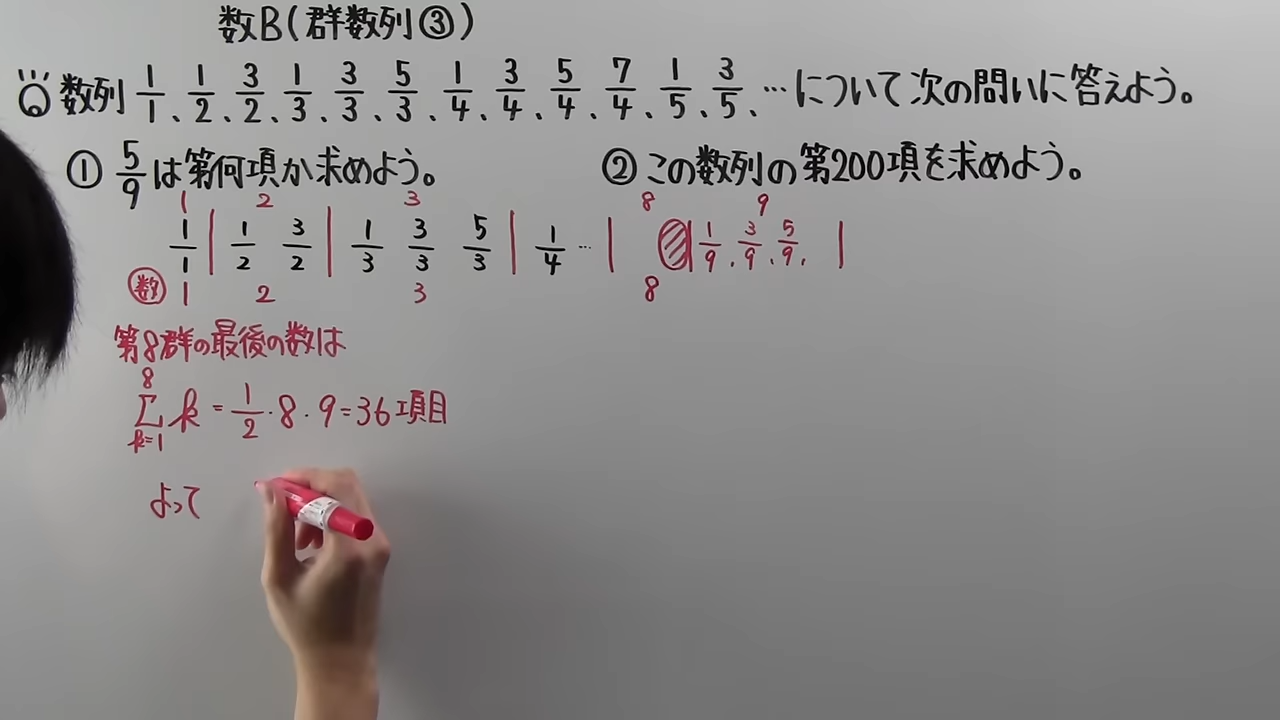 数B(群数列③)
数列 1/1、1/2、3/2、1/3、3/3、5/3、1/4、3/4、5/4、7/4、1/5、3/5、…について次の問いに答えよう。
① 5/9は第何項か求めよう。
② この数列の第200項を求めよう。
1 2 3 8 9
1/1 | 1/2 3/2 | 1/3 3/3 5/3 | 1/4 … | | 1/9、3/9、5/9、 |
数 1 2 3 8
第8群の最後の数は
8
Σ k = 1/2・8・9=36項目
k=1
よって